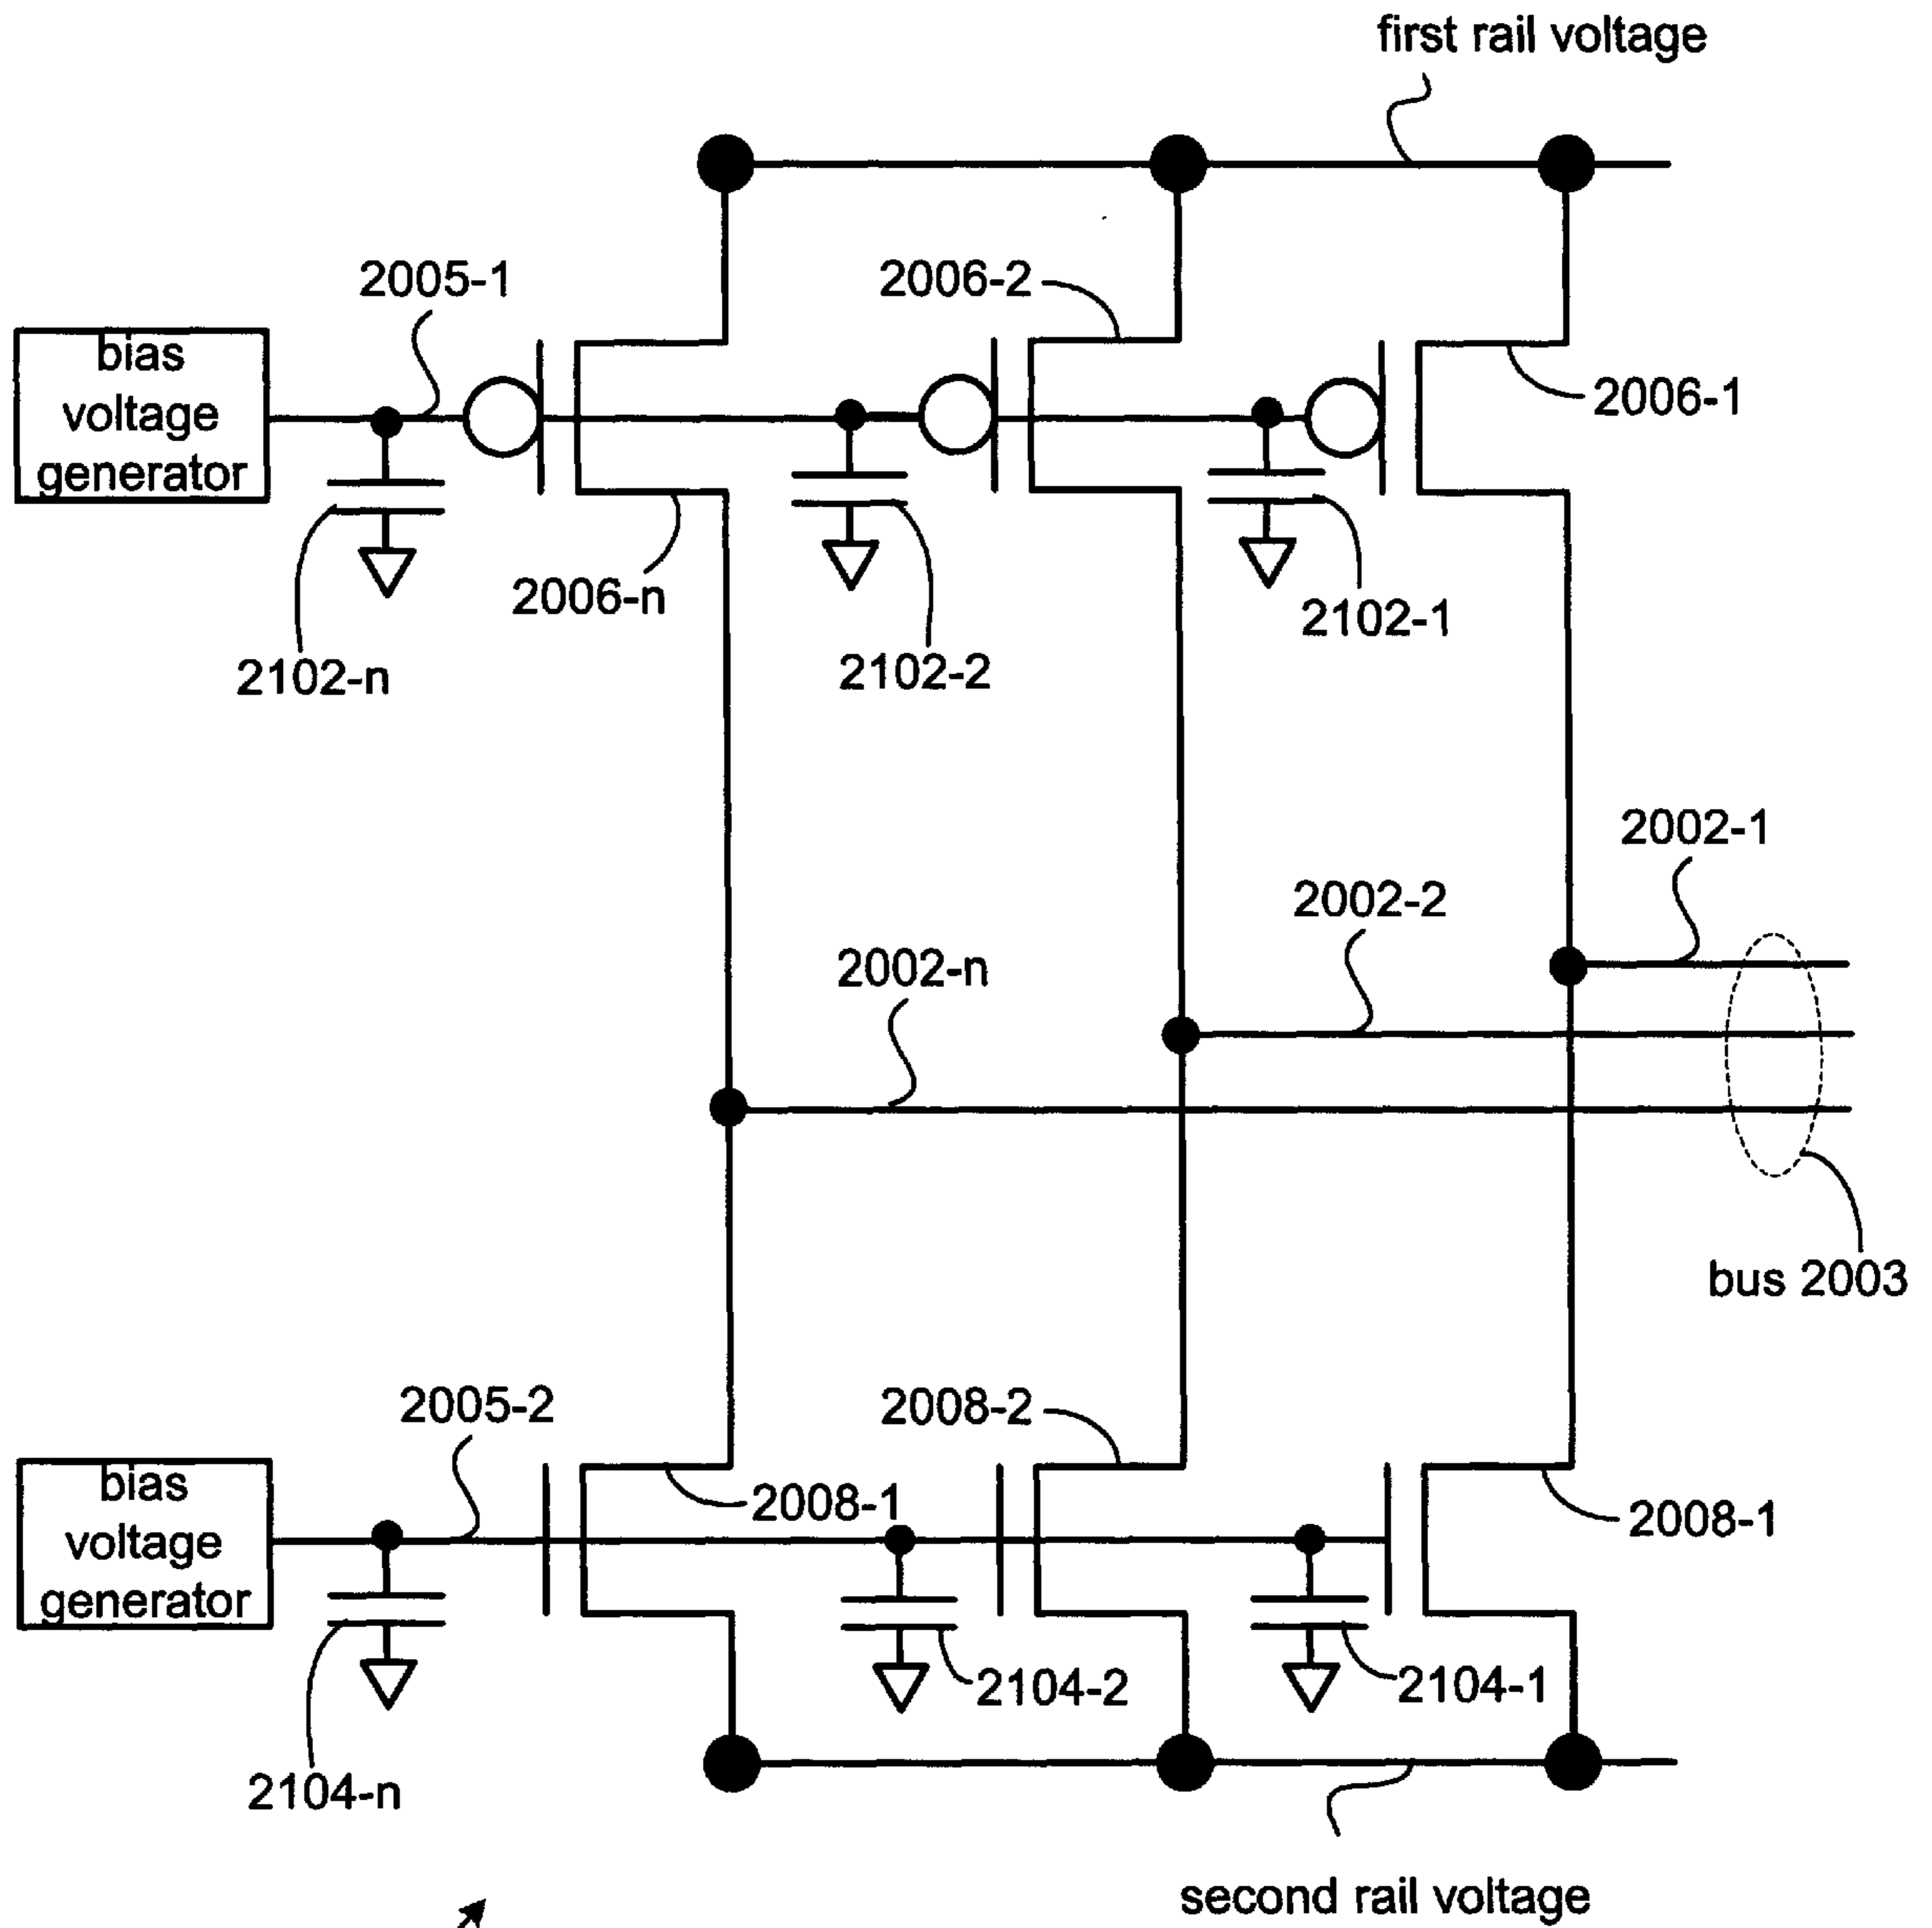 first rail voltage
2005-1
2006-2
bias
voltage
generator
2006-1
2006-n
2102-1
2102-n
2102-2
2002-1
2002-2
2002-n
bus 2003
2005-2
2008-2
bias
voltage
generator
2008-1
2008-1
2104-2
2104-1
2104-n
second rail voltage